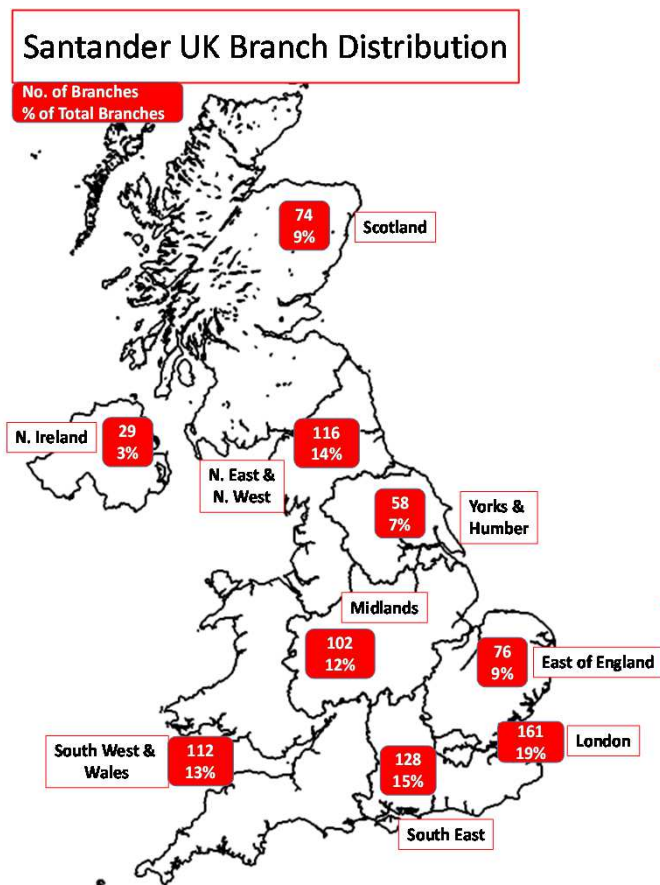 Santander UK Branch Distribution
No. of Branches
% of Total Branches
74
9%
Scotland
N. Ireland
29
3%
116
14%
N. East &
N. West
58
7%
Yorks &
Humber
Midlands
102
12%
76
9%
East of England
South West &
Wales
112
13%
128
15%
South East
161
19%
London